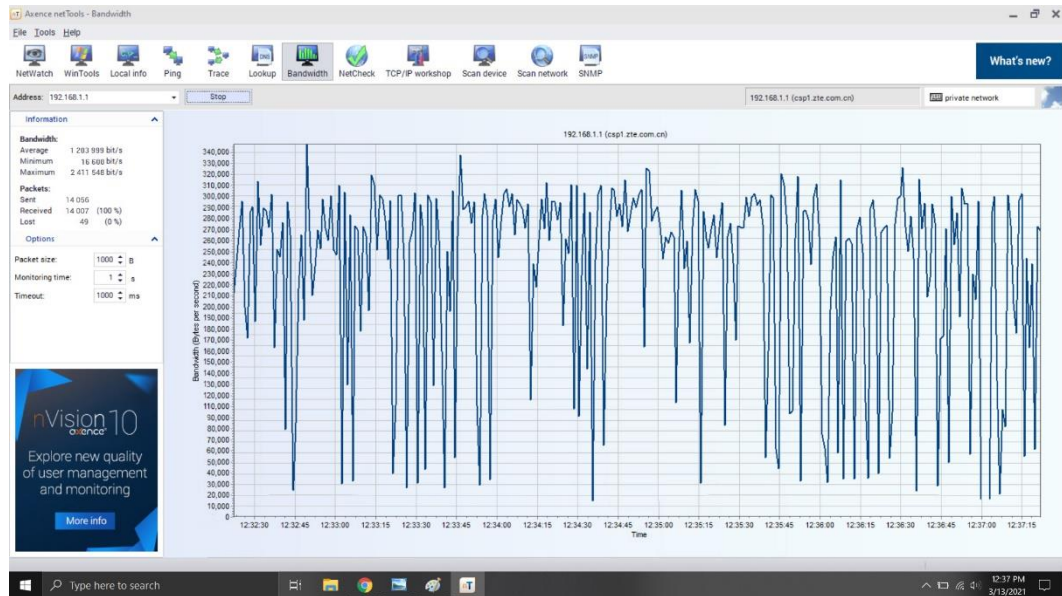 Axence netTools - Bandwidth
File Tools Help
NetWatch WinTools Local info Ping Trace Lookup Bandwidth NetCheck TCP/IP workshop Scan device Scan network SNMP
What's new?
Address: 192.168.1.1 Stop 192.168.1.1 (csp1.zte.com.cn) private network
Information
Bandwidth:
Average 1 283 999 bit/s
Minimum 16 688 bit/s
Maximum 2 411 548 bit/s
Packets:
Sent 14 056
Received 14 007 (100 %)
Lost 49 (0 %)
Options
Packet size: 1000 B
Monitoring time: 1 s
Timeout: 1000 ms
nVision 10
axence
Explore new quality
of user management
and monitoring
More info
192.168.1.1 (csp1.zte.com.cn)
Bandwidth (Bytes per second)
340,000
330,000
320,000
310,000
300,000
290,000
280,000
270,000
260,000
250,000
240,000
230,000
220,000
210,000
200,000
190,000
180,000
170,000
160,000
150,000
140,000
130,000
120,000
110,000
100,000
90,000
80,000
70,000
60,000
50,000
40,000
30,000
20,000
10,000
0
12:32:30 12:32:45 12:33:00 12:33:15 12:33:30 12:33:45 12:34:00 12:34:15 12:34:30 12:34:45 12:35:00 12:35:15 12:35:30 12:35:45 12:36:00 12:36:15 12:36:30 12:36:45 12:37:00 12:37:15
Time
Type here to search
12:37 PM
3/13/2021